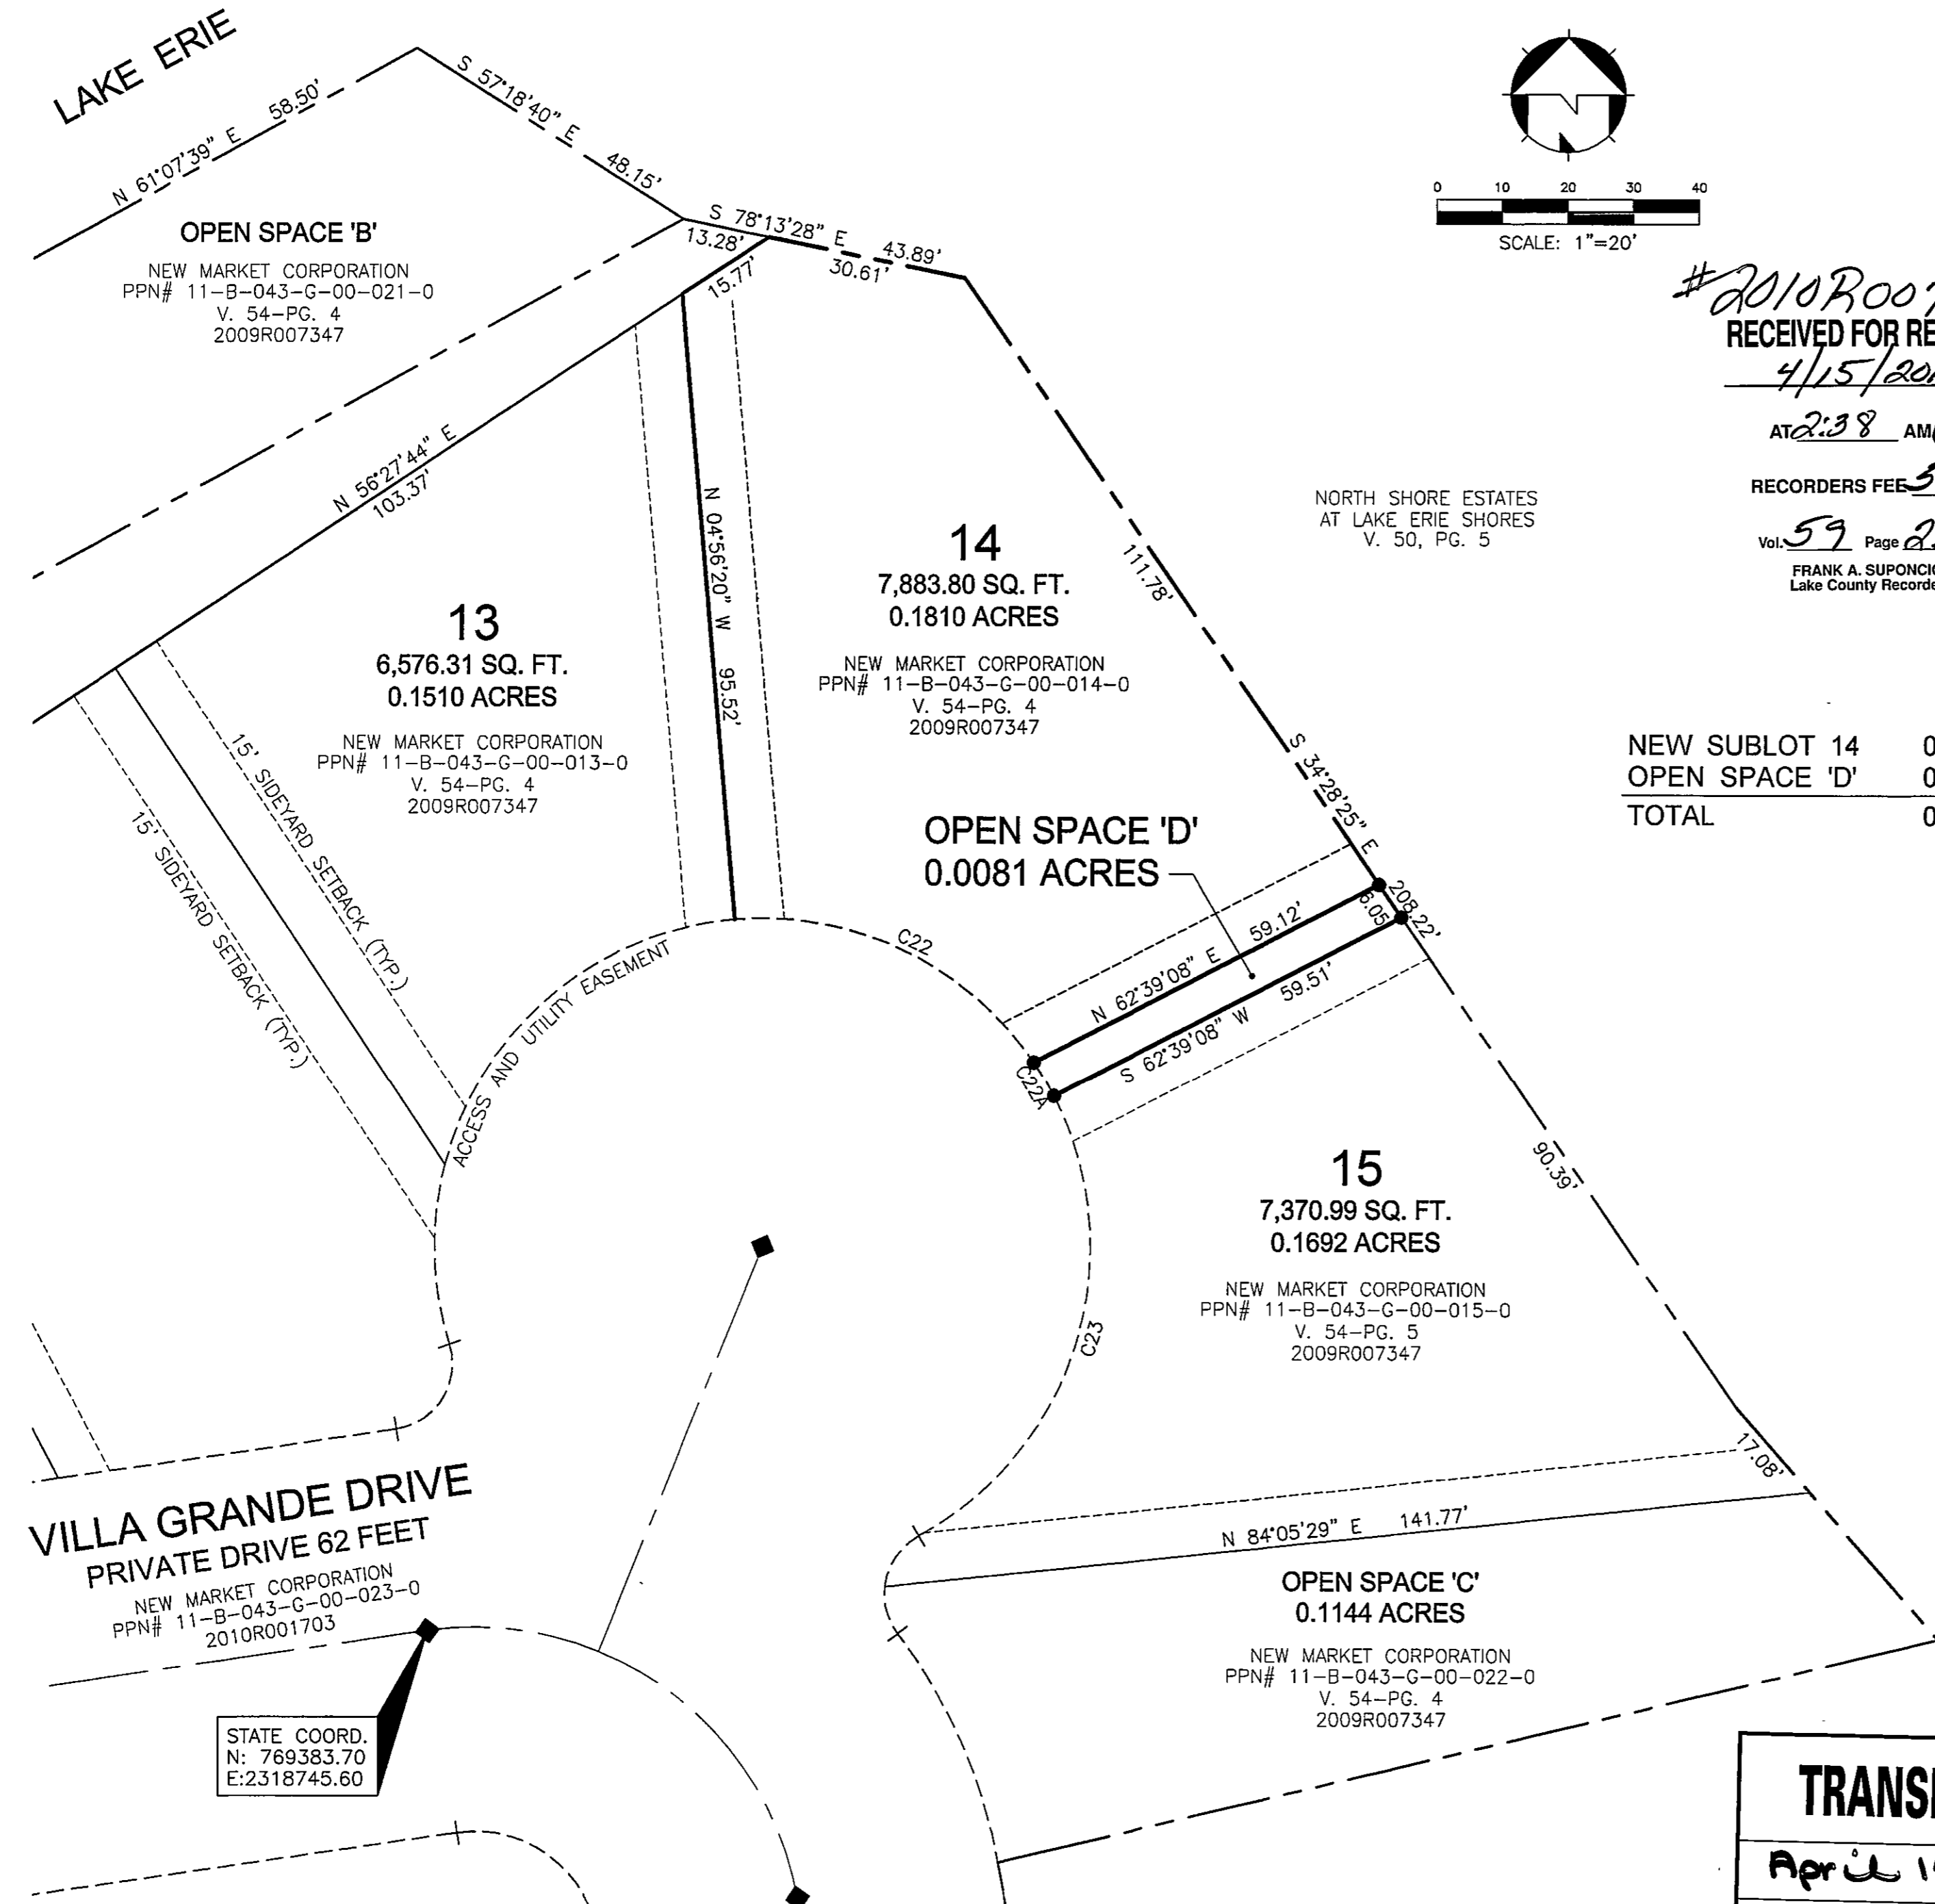 LAKE ERIE
N 61°07'39" E 58.50'
S 57°18'40" E 48.15'
S 78°13'28" E 43.89'
13.28'
30.61'
15.77'
OPEN SPACE 'B'
NEW MARKET CORPORATION
PPN# 11-B-043-G-00-021-0
V. 54-PG. 4
2009R007347
N
0 10 20 30 40
SCALE: 1"=20'
RECEIVED FOR
AT 2:38 AM
RECORDERS FEE
Vol. 59 Page
FRANK A.
Lake County
NORTH SHORE ESTATES
AT LAKE ERIE SHORES
V. 50, PG. 5
N 56°27'44" E
103.37'
N 04°56'20" W 95.52'
111.78'
14
7,883.80 SQ. FT.
0.1810 ACRES
NEW MARKET CORPORATION
PPN# 11-B-043-G-00-014-0
V. 54-PG. 4
2009R007347
13
6,576.31 SQ. FT.
0.1510 ACRES
NEW MARKET CORPORATION
PPN# 11-B-043-G-00-013-0
V. 54-PG. 4
2009R007347
15' SIDEYARD SETBACK (TYP.)
15' SIDEYARD SETBACK (TYP.)
NEW SUBLOT 14 0
OPEN SPACE 'D' 0
TOTAL 0
S 34°28'25" E 208.22'
OPEN SPACE 'D'
0.0081 ACRES
6.05
N 62°39'08" E 59.12'
S 62°39'08" W 59.51'
C22
C22A
ACCESS AND UTILITY EASEMENT
90.39'
15
7,370.99 SQ. FT.
0.1692 ACRES
NEW MARKET CORPORATION
PPN# 11-B-043-G-00-015-0
V. 54-PG. 5
2009R007347
C23
17.08'
N 84°05'29" E 141.77'
VILLA GRANDE DRIVE
PRIVATE DRIVE 62 FEET
NEW MARKET CORPORATION
PPN# 11-B-043-G-00-023-0
2010R001703
OPEN SPACE 'C'
0.1144 ACRES
NEW MARKET CORPORATION
PPN# 11-B-043-G-00-022-0
V. 54-PG. 4
2009R007347
STATE COORD.
N: 769383.70
E:2318745.60
April